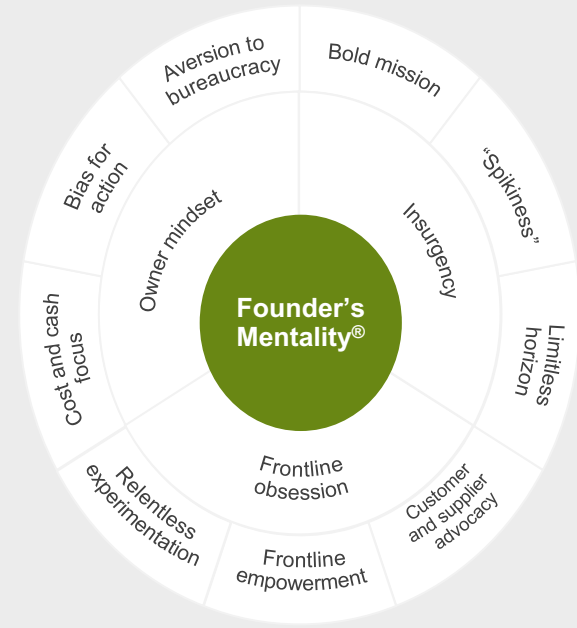 Aversion to
bureaucracy
Bold mission
Bias for
action
"Spikiness"
Owner mindset
Insurgency
Founder's
Mentality®
Cost and cash
focus
Limitless
horizon
Frontline
obsession
Relentless
experimentation
Customer
and supplier
advocacy
Frontline
empowerment